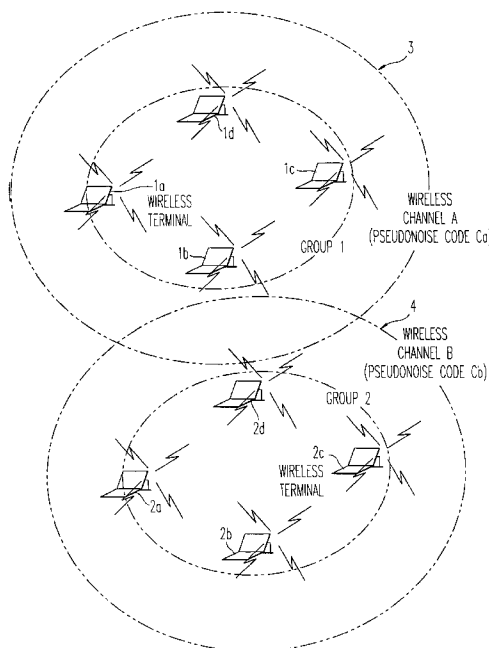 3
1d
1c
1a
WIRELESS
TERMINAL
WIRELESS
CHANNEL A
(PSEUDONOISE CODE Ca)
1b
GROUP 1
4
WIRELESS
CHANNEL B
(PSEUDONOISE CODE Cb)
GROUP 2
2d
2c
WIRELESS
TERMINAL
2a
2b